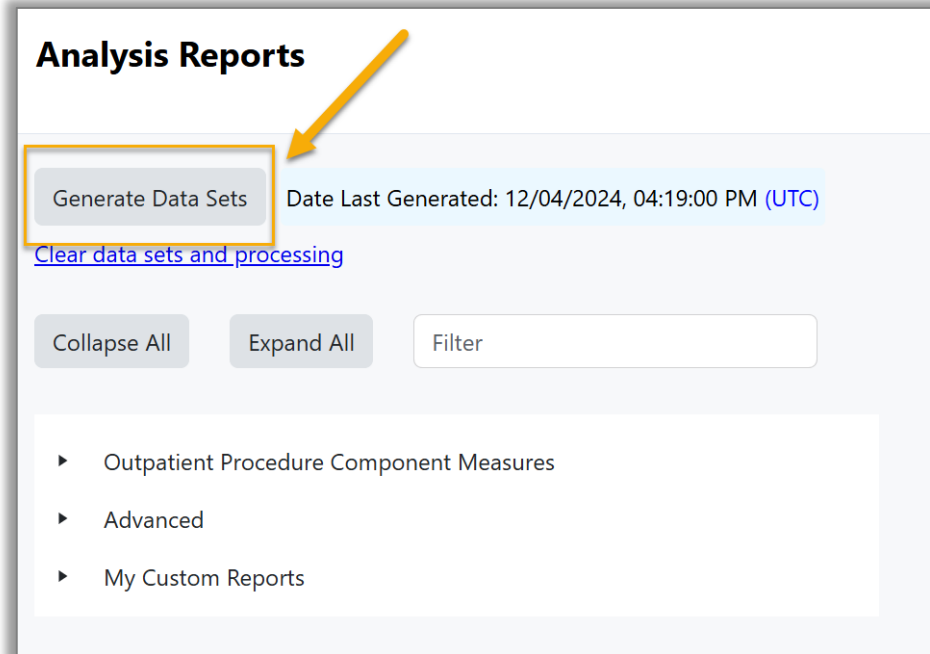 Analysis Reports
Generate Data Sets Date Last Generated: 12/04/2024, 04:19:00 PM (UTC)
Clear data sets and processing
Collapse All Expand All Filter
Outpatient Procedure Component Measures
Advanced
My Custom Reports